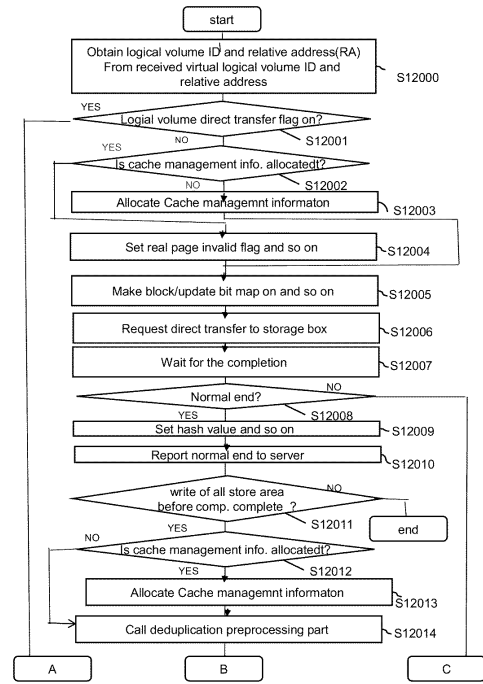 start
Obtain logical volume ID and relative address(RA)
From received virtual logical volume ID and
relative address
S12000
YES
Logial volume direct transfer flag on?
S12001
NO
YES
Is cache management info. allocatedt?
S12002
NO
Allocate Cache managemnt informaton
S12003
Set real page invalid flag and so on
S12004
Make block/update bit map on and so on
S12005
Request direct transfer to storage box
S12006
Wait for the completion
S12007
NO
Normal end?
S12008
YES
Set hash value and so on
S12009
Report normal end to server
S12010
write of all store area
before comp. complete ?
NO
S12011
end
YES
NO
Is cache management info. allocatedt?
S12012
YES
Allocate Cache managemnt informaton
S12013
Call deduplication preprocessing part
S12014
A
B
C